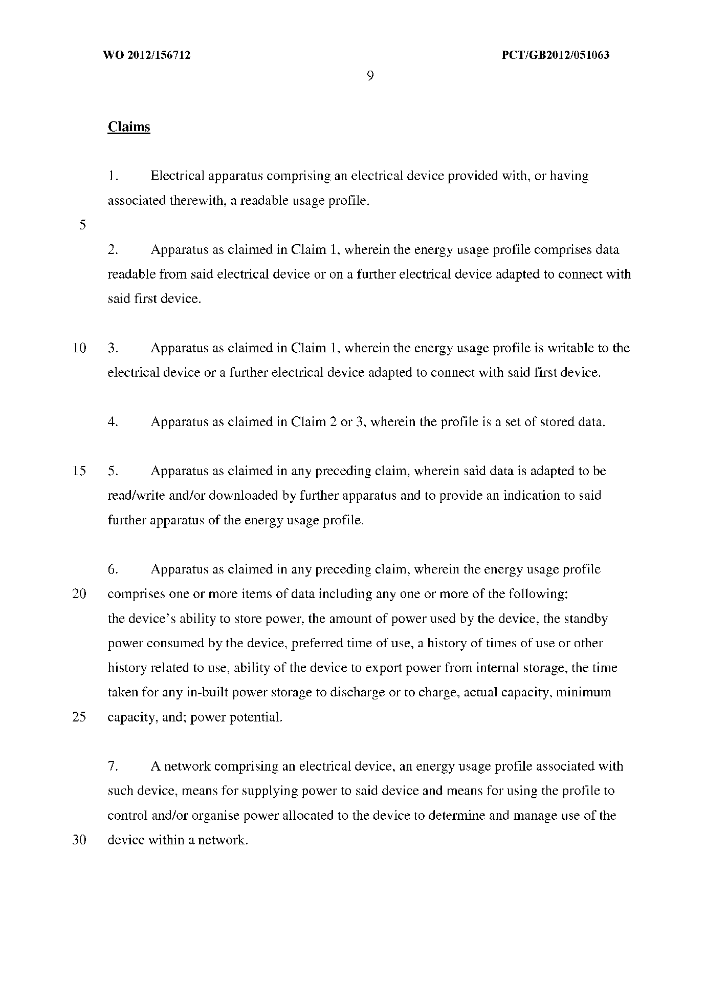 WO 2012/156712 PCT/GB2012/051063
9
Claims
1. Electrical apparatus comprising an electrical device provided with, or having
associated therewith, a readable usage profile.
5
2. Apparatus as claimed in Claim 1, wherein the energy usage profile comprises data
readable from said electrical device or on a further electrical device adapted to connect with
said first device.
10 3. Apparatus as claimed in Claim 1, wherein the energy usage profile is writable to the
electrical device or a further electrical device adapted to connect with said first device.
4. Apparatus as claimed in Claim 2 or 3, wherein the profile is a set of stored data.
15 5. Apparatus as claimed in any preceding claim, wherein said data is adapted to be
read/write and/or downloaded by further apparatus and to provide an indication to said
further apparatus of the energy usage profile.
6. Apparatus as claimed in any preceding claim, wherein the energy usage profile
20 comprises one or more items of data including any one or more of the following:
the device’s ability to store power, the amount of power used by the device, the standby
power consumed by the device, preferred time of use, a history of times of use or other
history related to use, ability of the device to export power from internal storage, the time
taken for any in-built power storage to discharge or to charge, actual capacity, minimum
25 capacity, and; power potential.
7. A network comprising an electrical device, an energy usage profile associated with
such device, means for supplying power to said device and means for using the profile to
control and/or organise power allocated to the device to determine and manage use of the
30 device within a network.